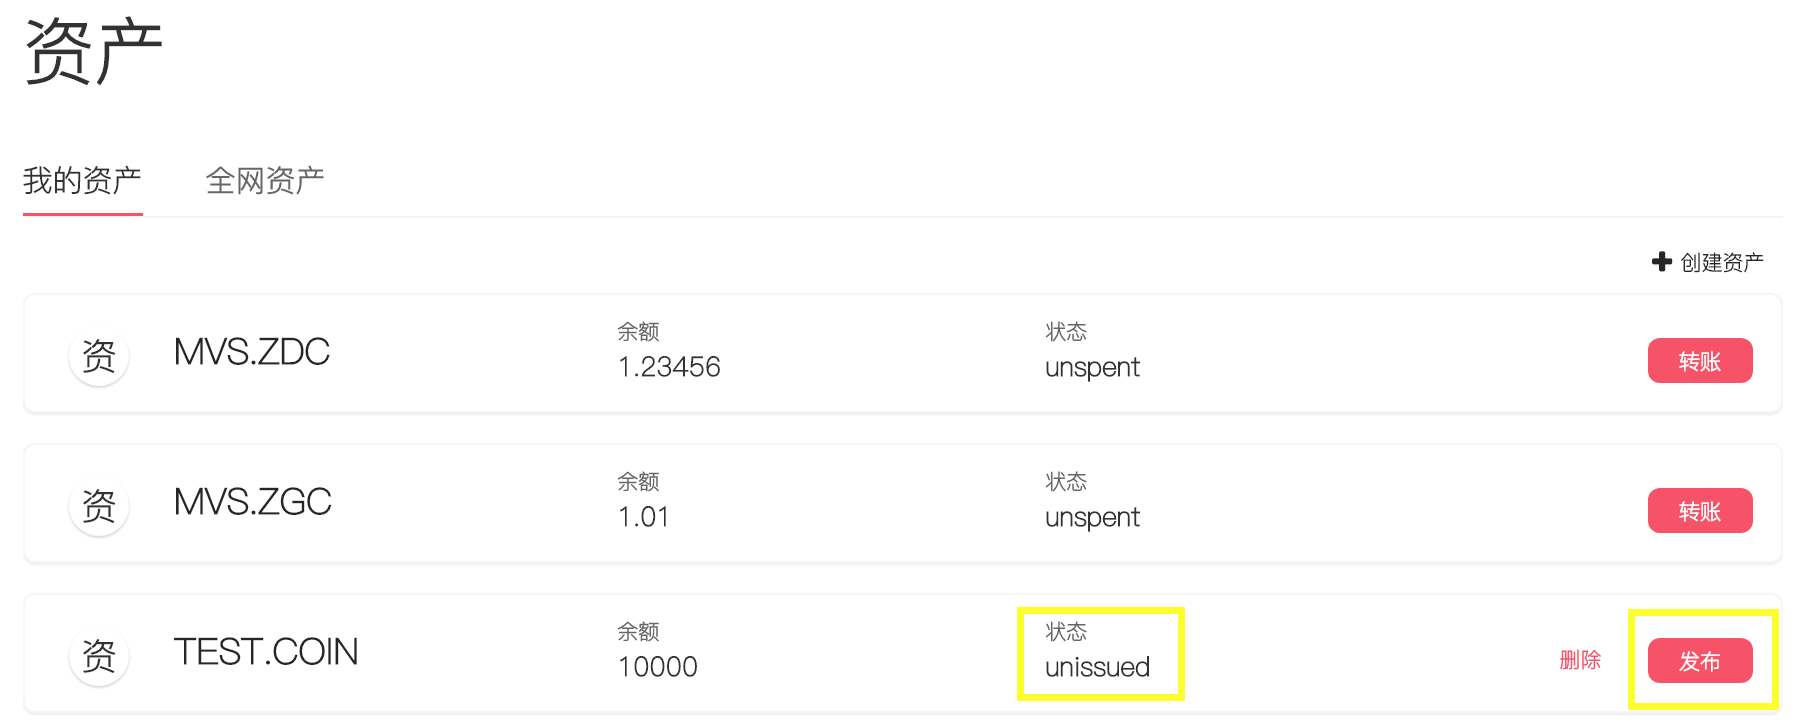 资产
我的资产 全网资产
创建资产
资 MVS.ZDC 余额 1.23456 状态 unspent 转账
资 MVS.ZGC 余额 1.01 状态 unspent 转账
资 TEST.COIN 余额 10000 状态 unissued 删除 发布